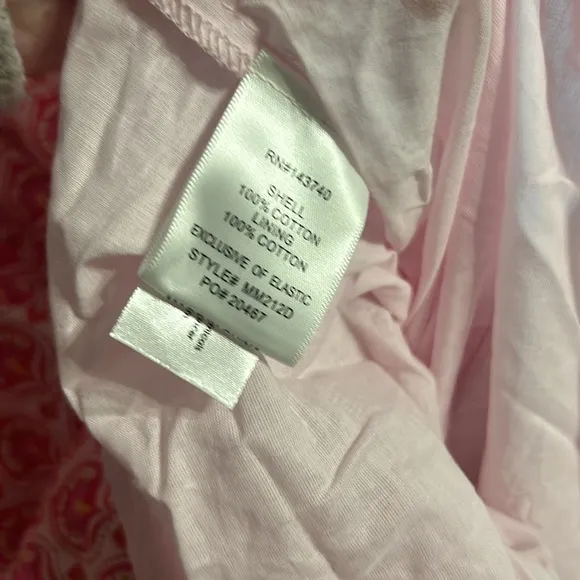 RN#143740
SHELL
100% COTTON
LINING
100% COTTON
EXCLUSIVE OF ELASTIC
STYLE# MM212D
PO# 20467